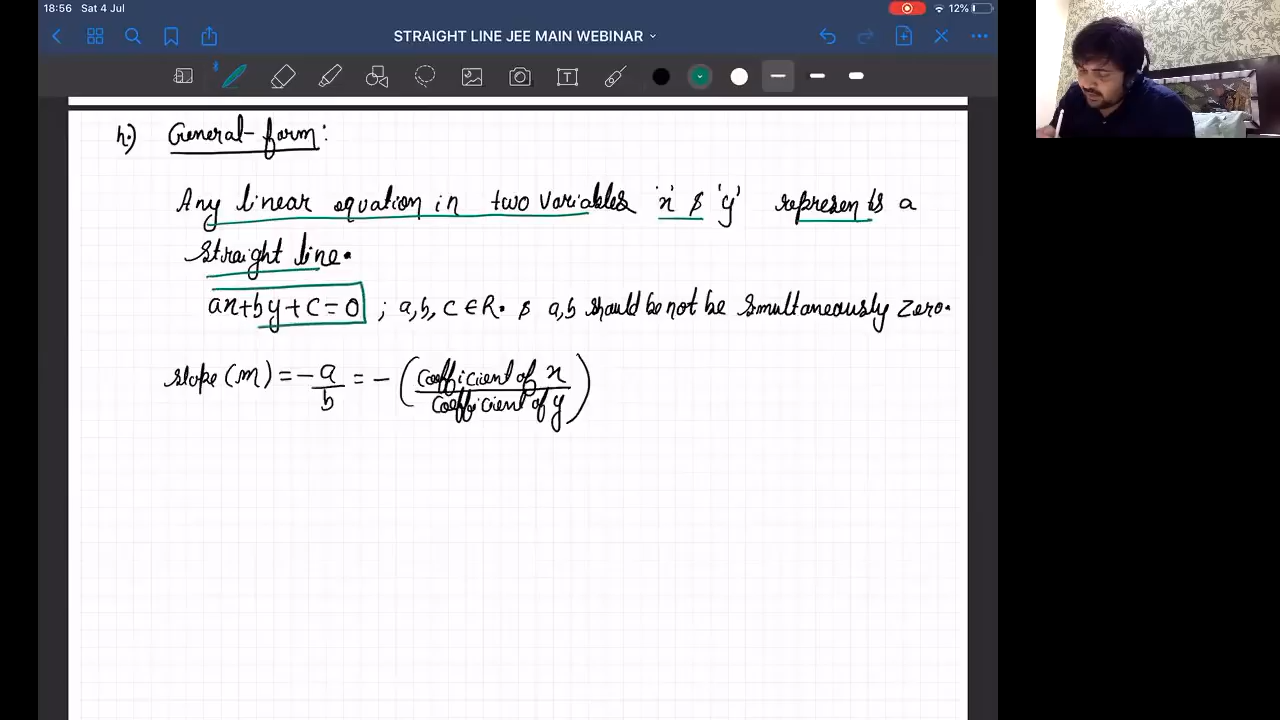 18:56 Sat 4 Jul 12%
STRAIGHT LINE JEE MAIN WEBINAR
h.) General-form:
Any linear equation in two variables 'x' & 'y' represents a
straight line.
ax+by+c=0 ; a,b, c ∈ R. & a,b should be not be simultaneously zero.
slope (m) = -a/b = -(coefficient of x/coefficient of y)